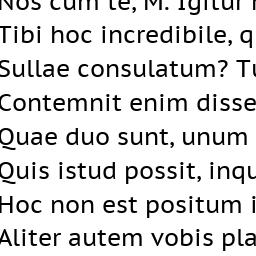 Nos cum te, M. Igitur
Tibi hoc incredibile, q
Sullae consulatum? Tu
Contemnit enim disse
Quae duo sunt, unum
Quis istud possit, inqu
Hoc non est positum i
Aliter autem vobis pla